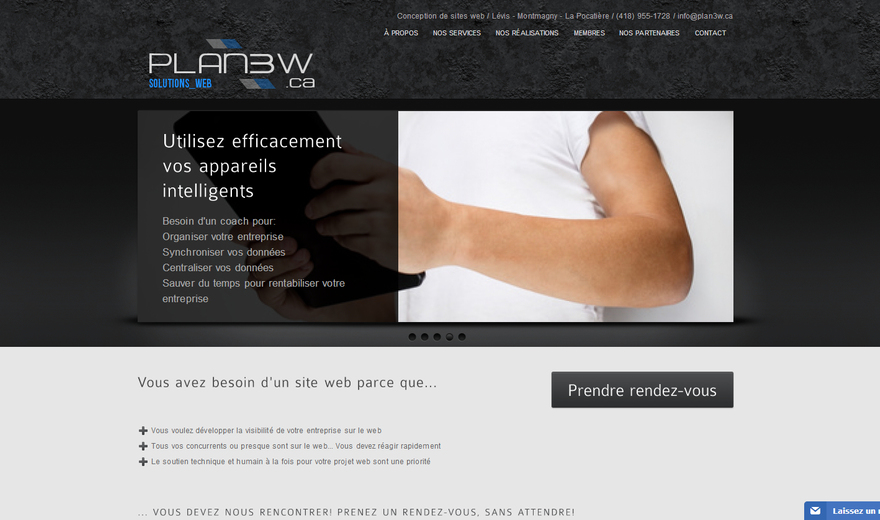 Conception de sites web / Lévis - Montmagny - La Pocatière / (418) 955-1728 / info@plan3w.ca
À PROPOS NOS SERVICES NOS RÉALISATIONS MEMBRES NOS PARTENAIRES CONTACT
PLAN3W
SOLUTIONS_WEB .ca
Utilisez efficacement
vos appareils
intelligents
Besoin d'un coach pour:
Organiser votre entreprise
Synchroniser vos données
Centraliser vos données
Sauver du temps pour rentabiliser votre
entreprise
Vous avez besoin d'un site web parce que...
Prendre rendez-vous
Vous voulez développer la visibilité de votre entreprise sur le web
Tous vos concurrents ou presque sont sur le web... Vous devez réagir rapidement
Le soutien technique et humain à la fois pour votre projet web sont une priorité
... VOUS DEVEZ NOUS RENCONTRER! PRENEZ UN RENDEZ-VOUS, SANS ATTENDRE!
Laissez un